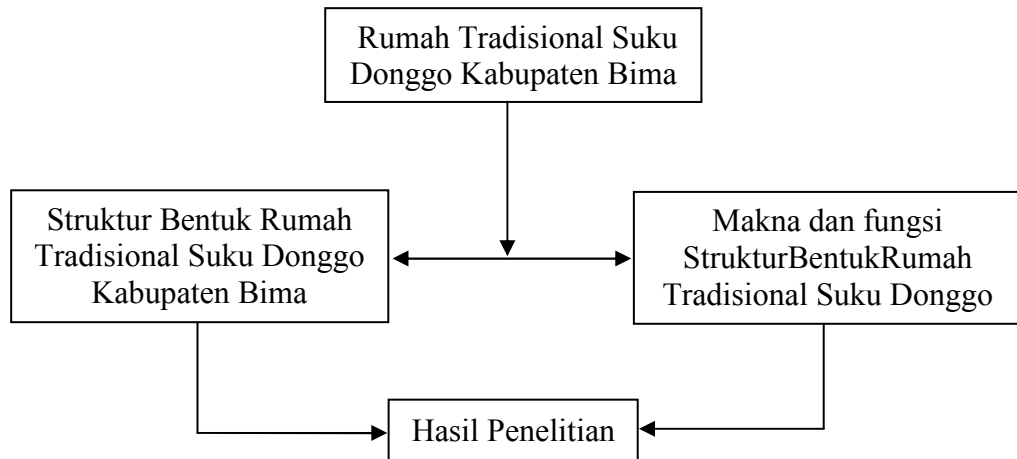 Rumah Tradisional Suku
Donggo Kabupaten Bima
Struktur Bentuk Rumah
Tradisional Suku Donggo
Kabupaten Bima
Makna dan fungsi
StrukturBentukRumah
Tradisional Suku Donggo
Hasil Penelitian